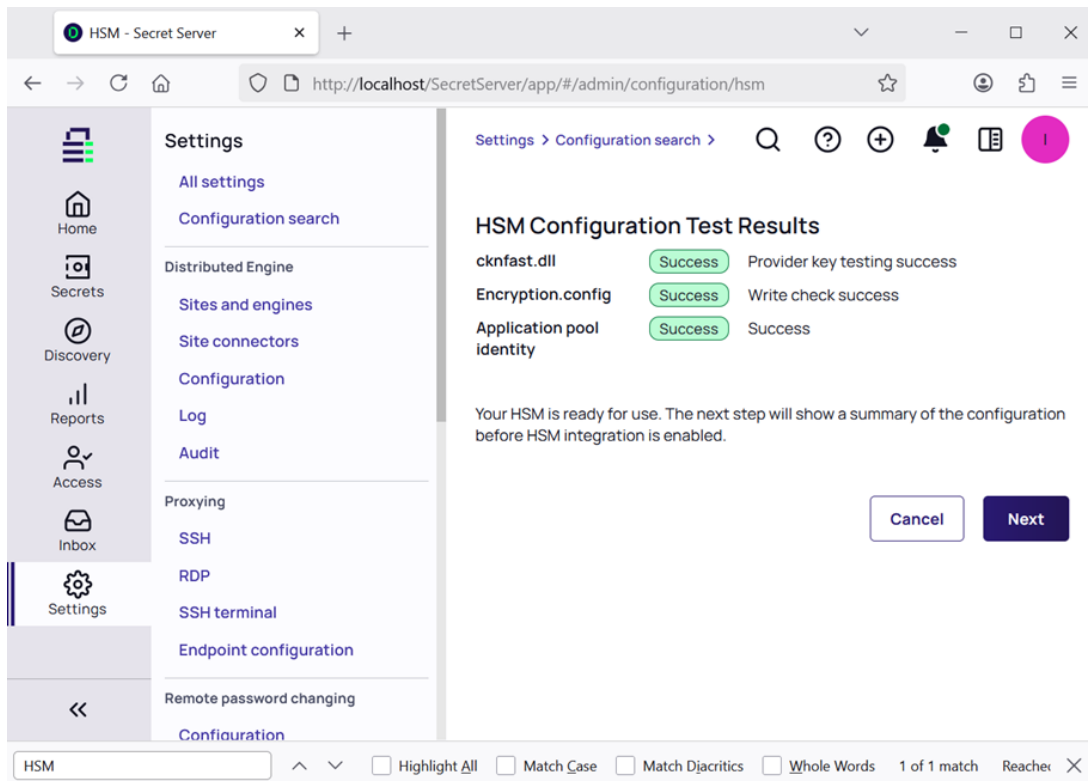 HSM - Secret Server
http://localhost/SecretServer/app/#/admin/configuration/hsm
Home
Secrets
Discovery
Reports
Access
Inbox
Settings
Settings
All settings
Configuration search
Distributed Engine
Sites and engines
Site connectors
Configuration
Log
Audit
Proxying
SSH
RDP
SSH terminal
Endpoint configuration
Remote password changing
Configuration
Settings > Configuration search >
I
HSM Configuration Test Results
cknfast.dll Success Provider key testing success
Encryption.config Success Write check success
Application pool identity Success Success
Your HSM is ready for use. The next step will show a summary of the configuration
before HSM integration is enabled.
Cancel Next
HSM Highlight All Match Case Match Diacritics Whole Words 1 of 1 match Reached